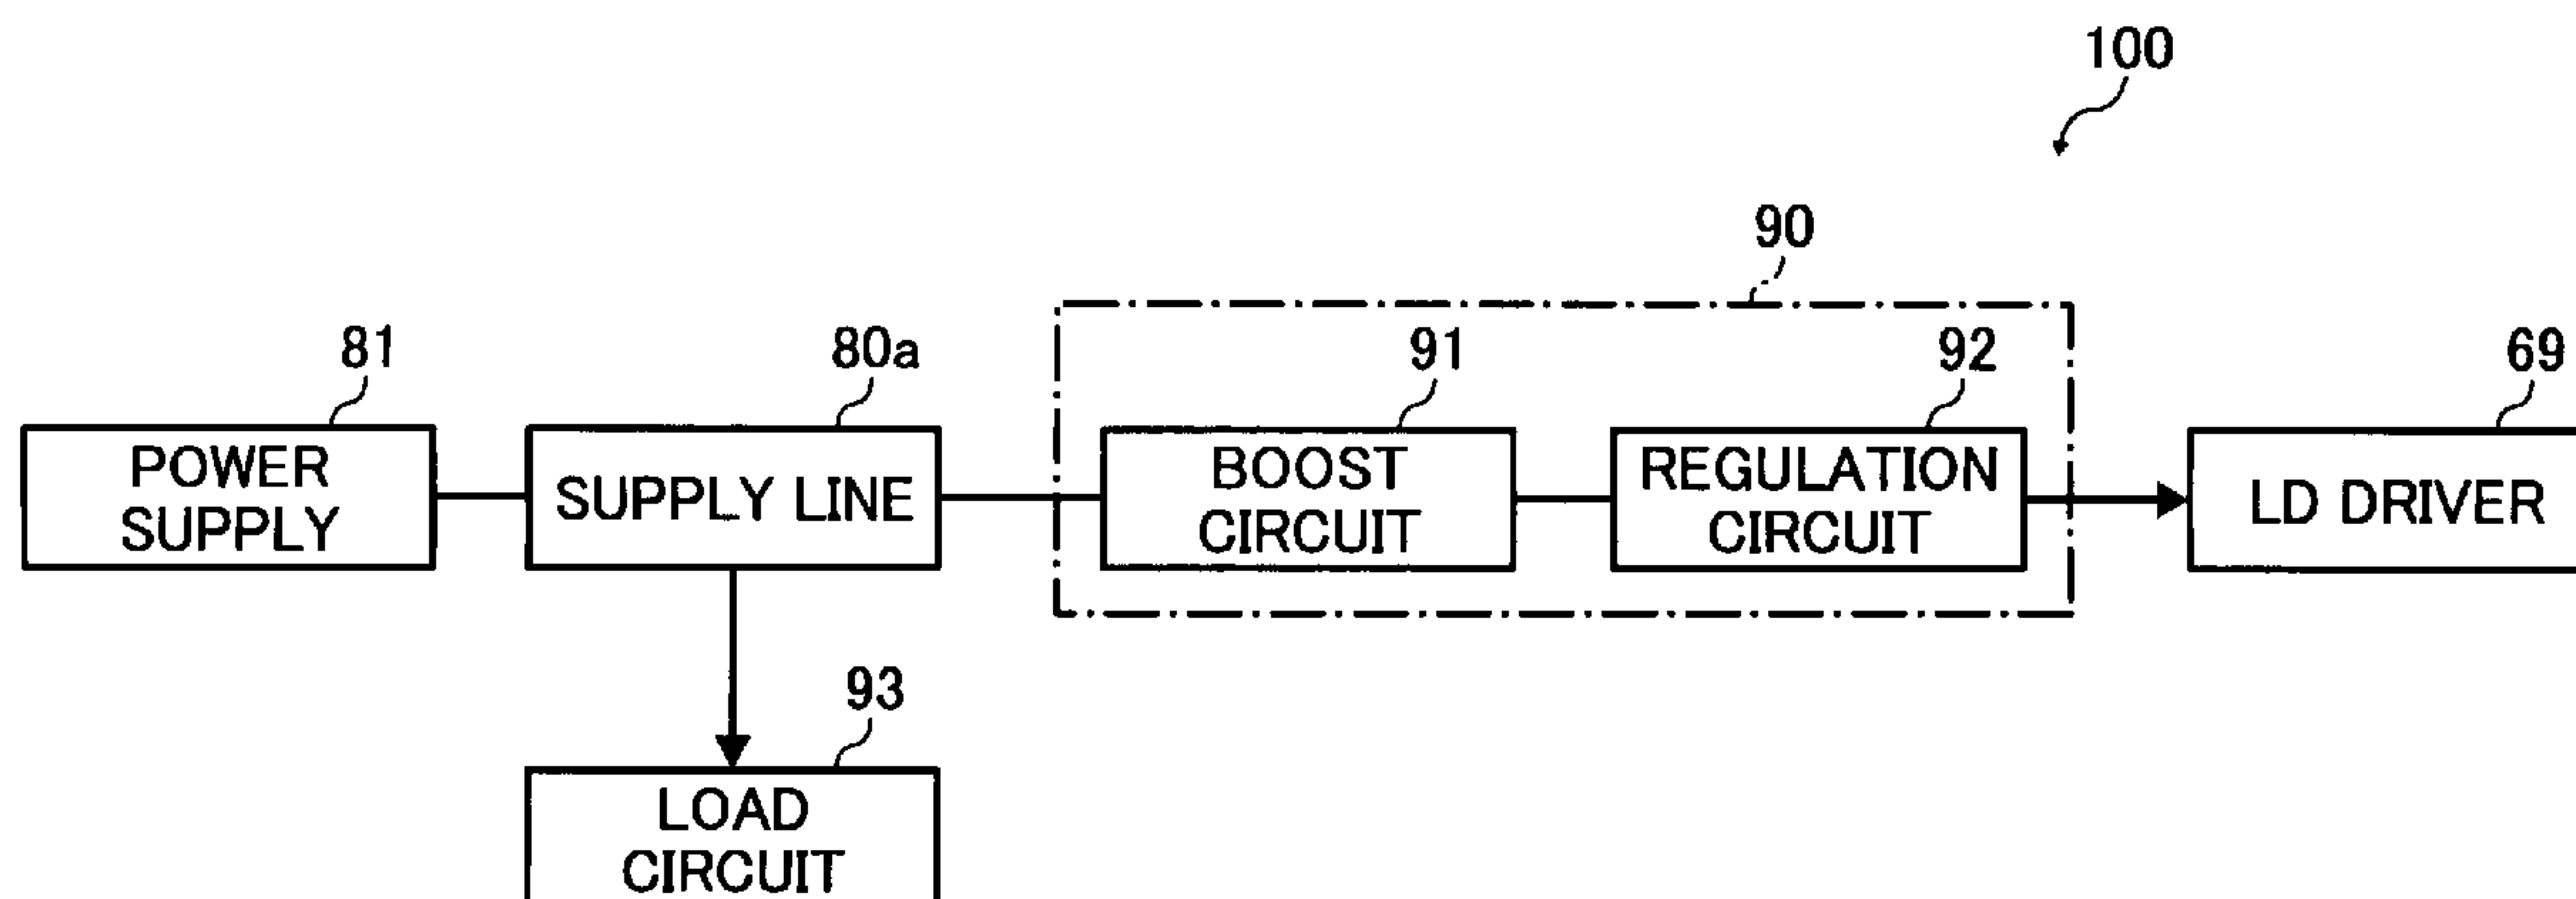 100
90
81
80a
91
92
69
POWER
SUPPLY
SUPPLY LINE
BOOST
CIRCUIT
REGULATION
CIRCUIT
LD DRIVER
93
LOAD
CIRCUIT